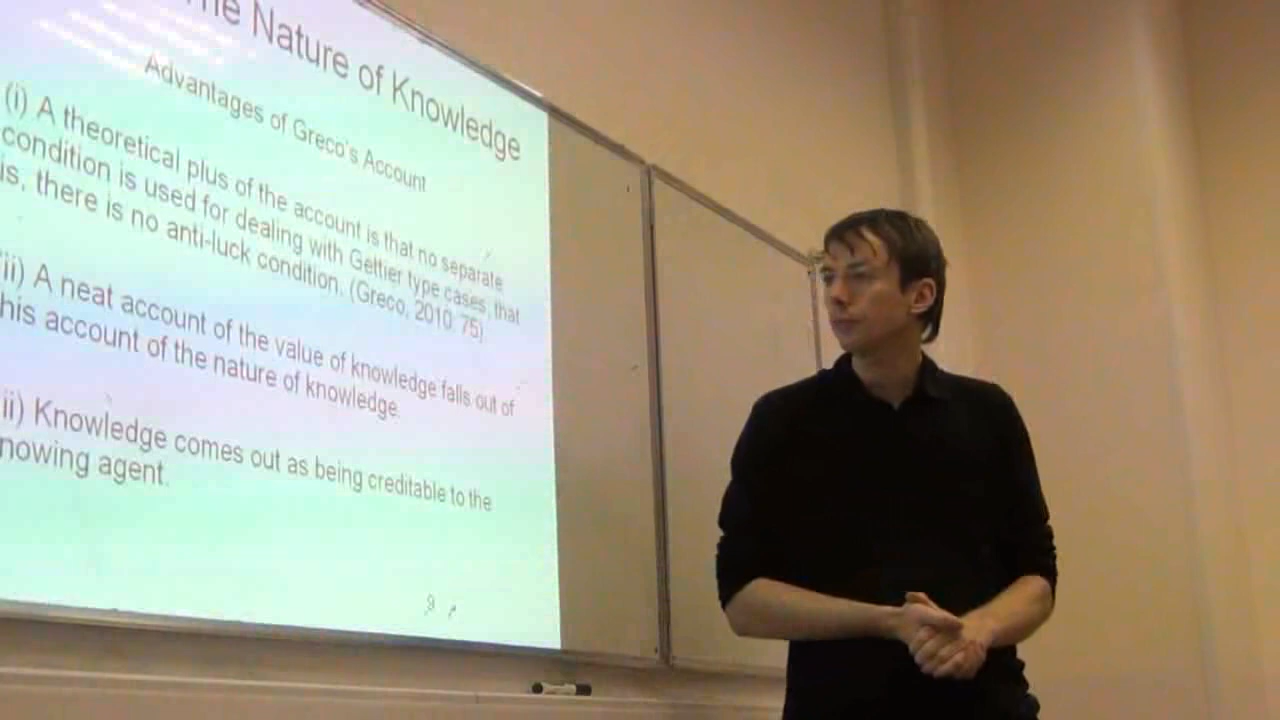 he Nature of Knowledge
Advantages of Greco's Account
(i) A theoretical plus of the account is that no separate
condition is used for dealing with Gettier type cases, that
is, there is no anti-luck condition. (Greco, 2010: 75)
ii) A neat account of the value of knowledge falls out of
his account of the nature of knowledge.
ii) Knowledge comes out as being creditable to the
nowing agent.
9